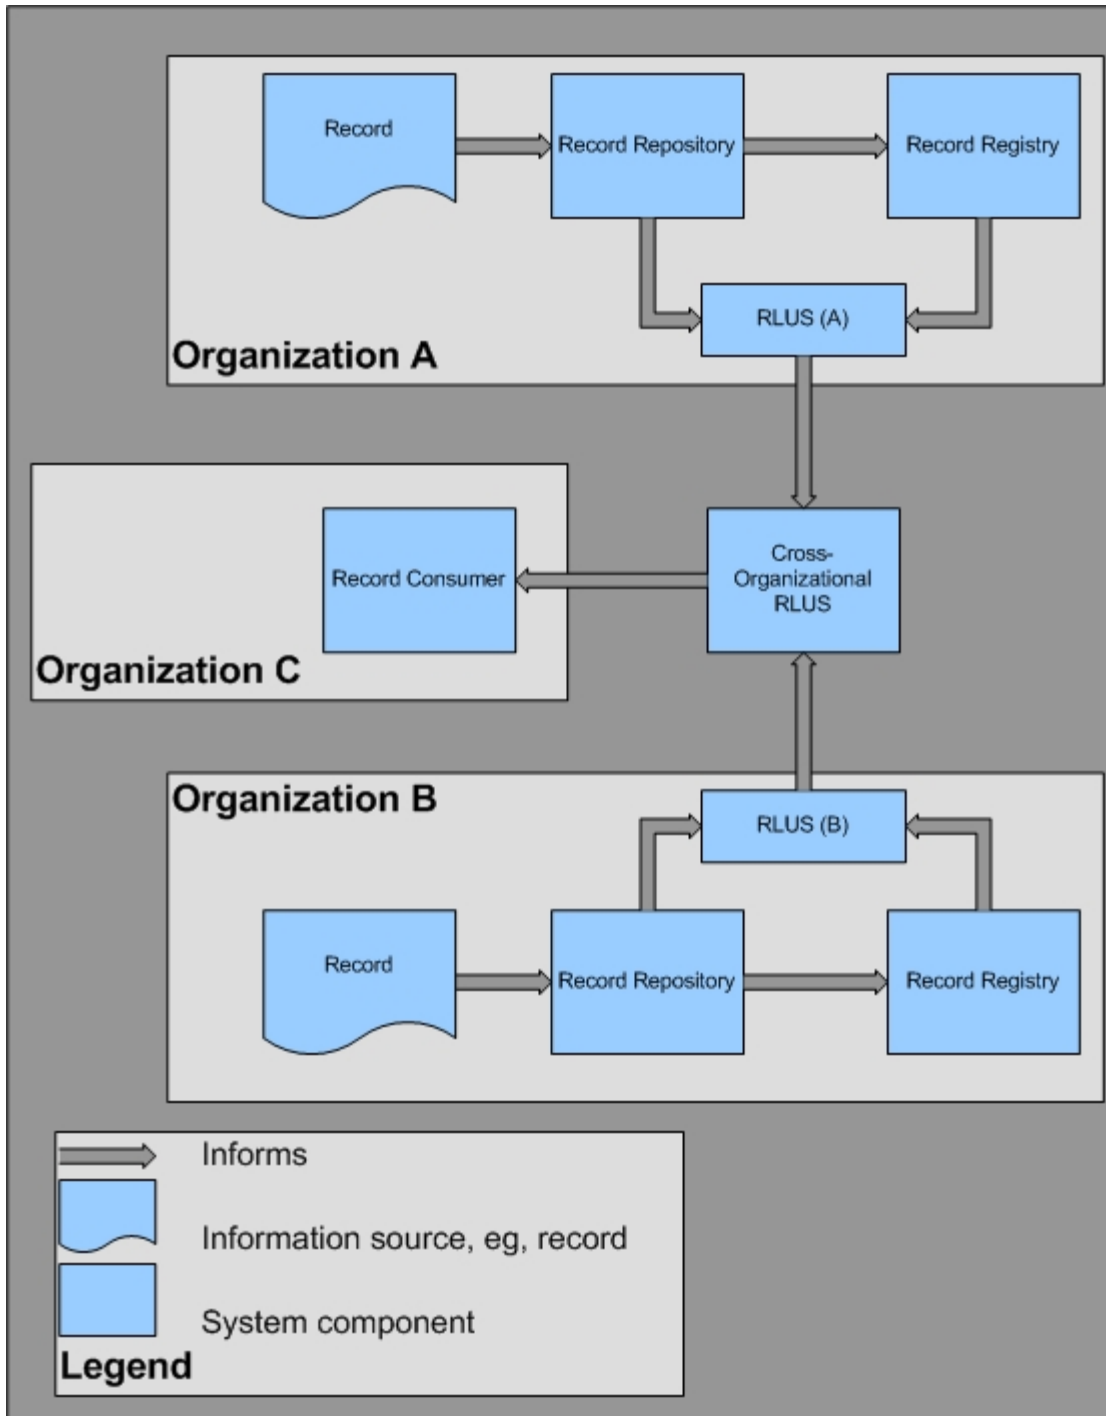 Record
Record Repository
Record Registry
RLUS (A)
Organization A
Record Consumer
Cross-
Organizational
RLUS
Organization C
Organization B
RLUS (B)
Record
Record Repository
Record Registry
Informs
Information source, eg, record
System component
Legend